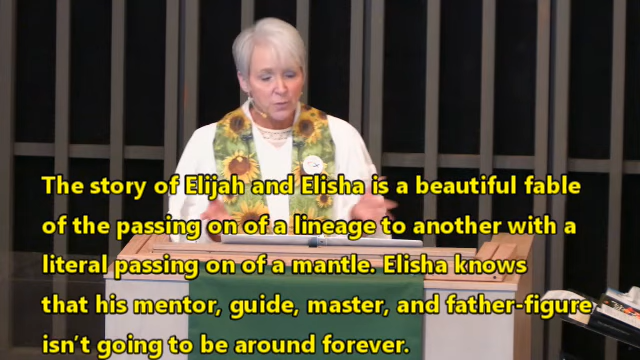 The story of Elijah and Elisha is a beautiful fable
of the passing on of a lineage to another with a
literal passing on of a mantle. Elisha knows
that his mentor, guide, master, and father-figure
isn't going to be around forever.